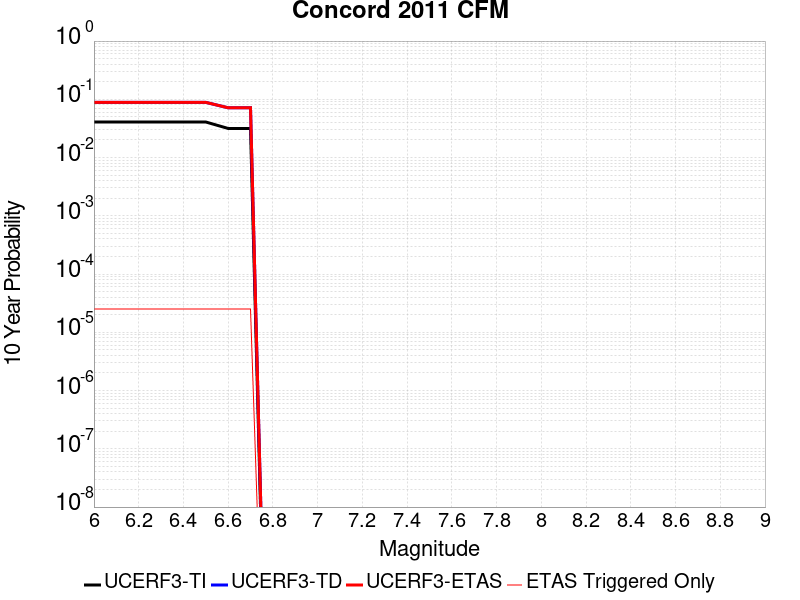 Concord 2011 CFM
10 Year Probability
10^0
10^-1
10^-2
10^-3
10^-4
10^-5
10^-6
10^-7
10^-8
6 6.2 6.4 6.6 6.8 7 7.2 7.4 7.6 7.8 8 8.2 8.4 8.6 8.8 9
Magnitude
UCERF3-TI UCERF3-TD UCERF3-ETAS ETAS Triggered Only